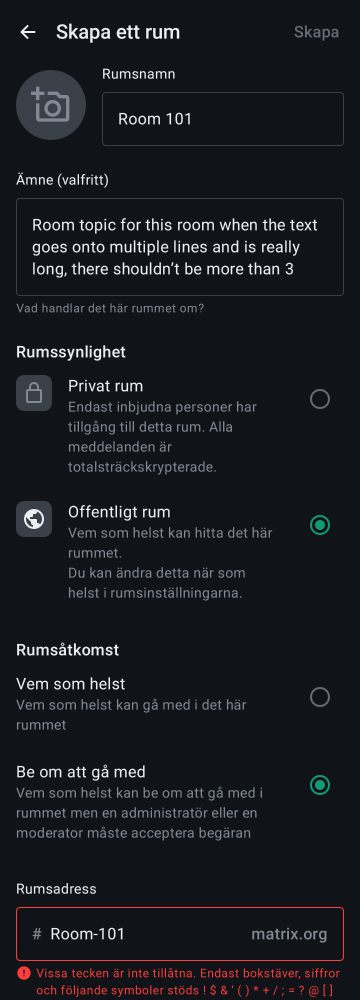 Skapa ett rum
Skapa
Rumsnamn
Room 101
Ämne (valfritt)
Room topic for this room when the text
goes onto multiple lines and is really
long, there shouldn’t be more than 3
Vad handlar det här rummet om?
Rumssynlighet
Privat rum
Endast inbjudna personer har
tillgång till detta rum. Alla
meddelanden är
totalsträckskrypterade.
Offentligt rum
Vem som helst kan hitta det här
rummet.
Du kan ändra detta när som
helst i rumsinställningarna.
Rumsåtkomst
Vem som helst
Vem som helst kan gå med i det här
rummet
Be om att gå med
Vem som helst kan be om att gå med i
rummet men en administratör eller en
moderator måste acceptera begäran
Rumsadress
# Room-101 matrix.org
Vissa tecken är inte tillåtna. Endast bokstäver, siffror
och följande symboler stöds ! $ & ‘ ( ) * + / ; = ? @ [ ]